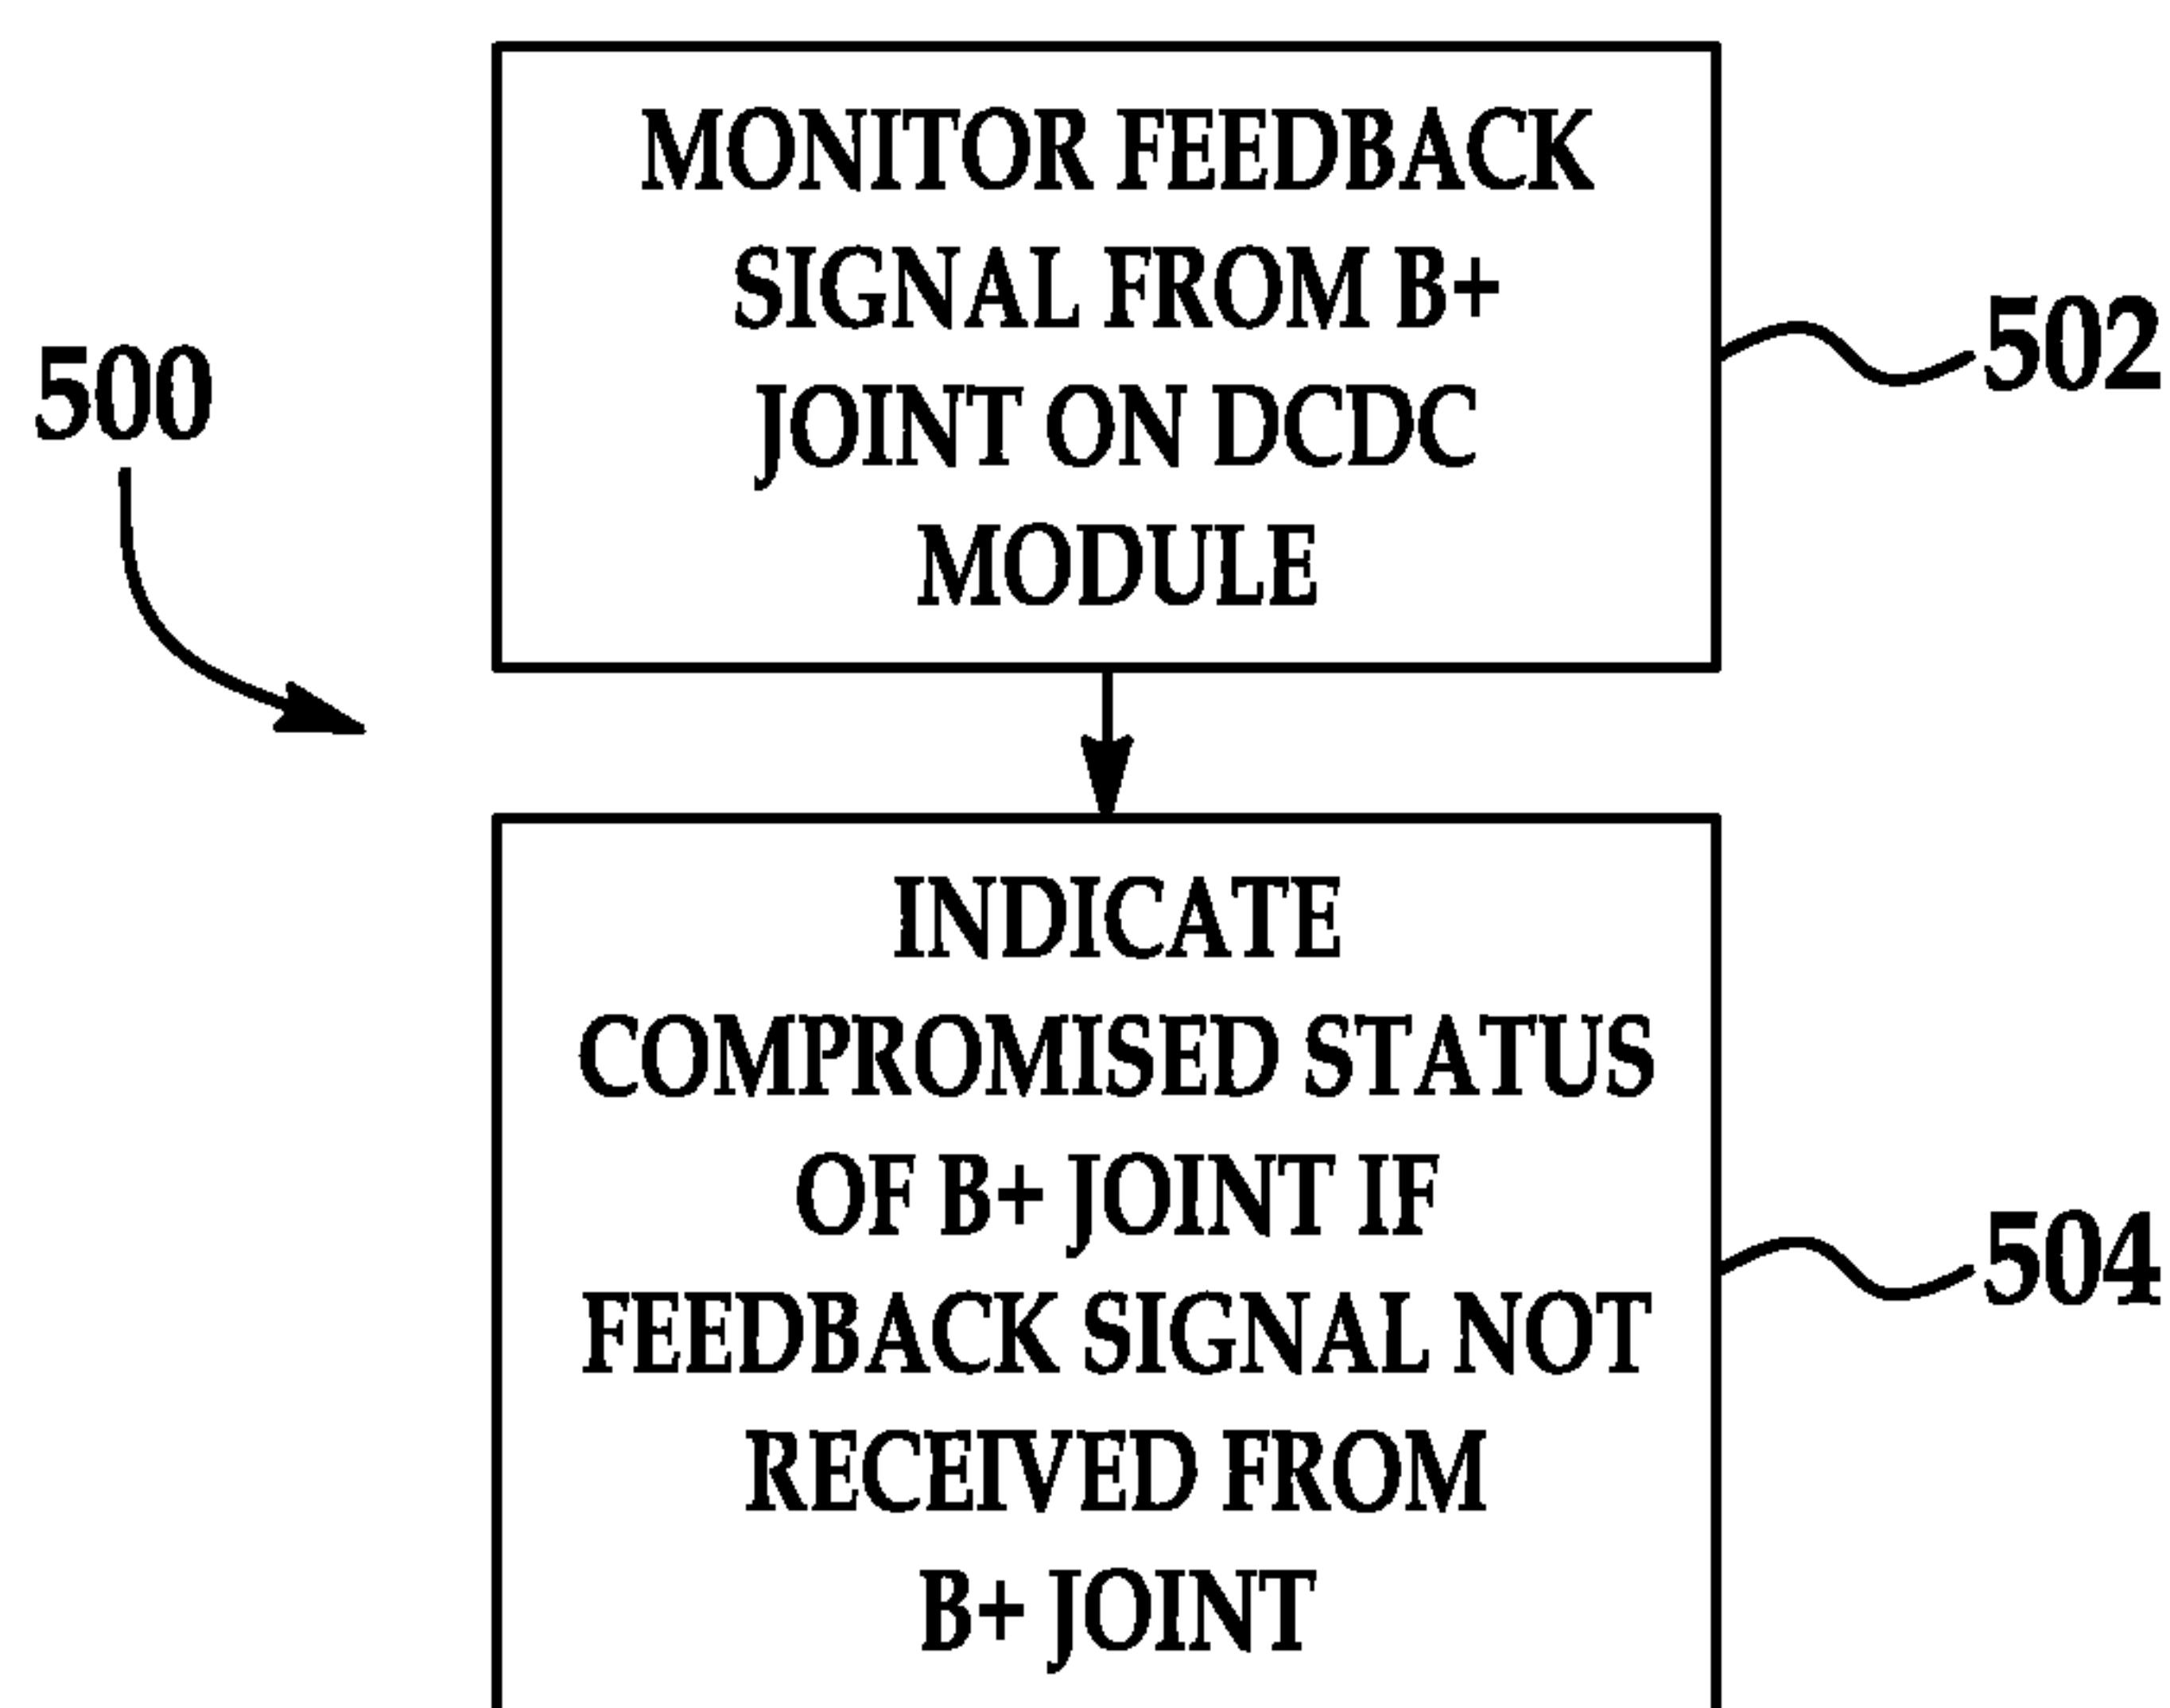 MONITOR FEEDBACK
SIGNAL FROM B+
JOINT ON DCDC
MODULE
502
500
INDICATE
COMPROMISED STATUS
OF B+ JOINT IF
FEEDBACK SIGNAL NOT
RECEIVED FROM
B+ JOINT
504